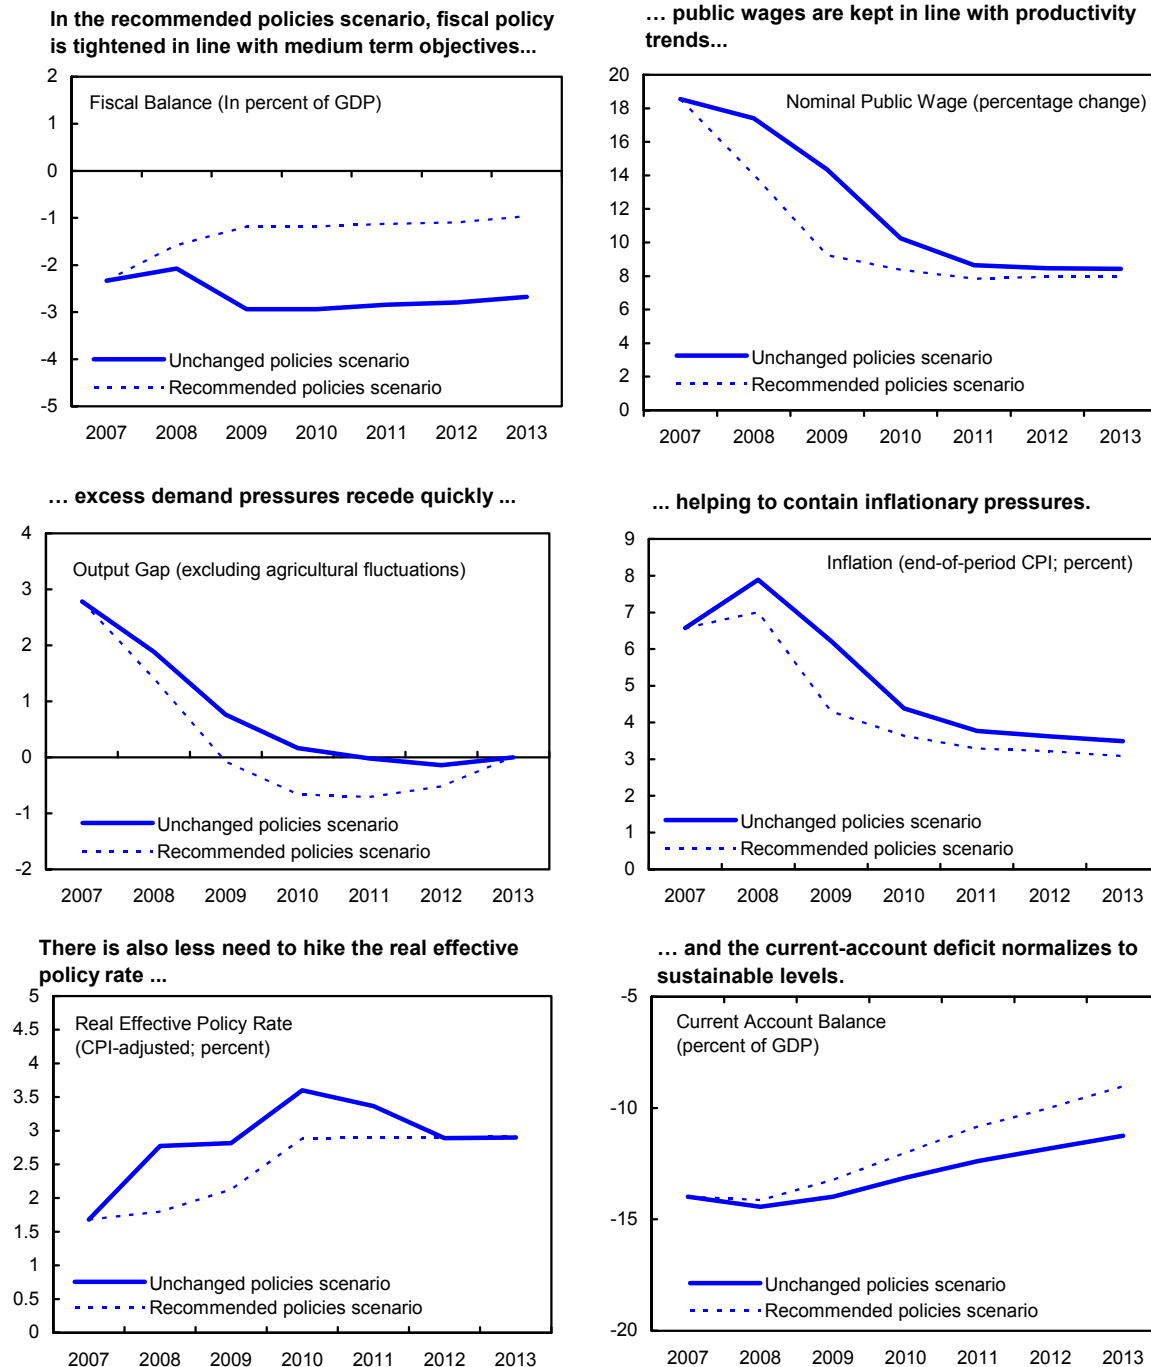 In the recommended policies scenario, fiscal policy
is tightened in line with medium term objectives...
2
1
0
-1
-2
-3
-4
-5
Fiscal Balance (In percent of GDP)
Unchanged policies scenario
Recommended policies scenario
2007 2008 2009 2010 2011 2012 2013
… public wages are kept in line with productivity
trends...
20
18
16
14
12
10
8
6
4
2
0
Nominal Public Wage (percentage change)
Unchanged policies scenario
Recommended policies scenario
2007 2008 2009 2010 2011 2012 2013
… excess demand pressures recede quickly ...
4
3
2
1
0
-1
-2
Output Gap (excluding agricultural fluctuations)
Unchanged policies scenario
Recommended policies scenario
2007 2008 2009 2010 2011 2012 2013
... helping to contain inflationary pressures.
9
8
7
6
5
4
3
2
1
0
Inflation (end-of-period CPI; percent)
Unchanged policies scenario
Recommended policies scenario
2007 2008 2009 2010 2011 2012 2013
There is also less need to hike the real effective
policy rate ...
5
4.5
4
3.5
3
2.5
2
1.5
1
0.5
0
Real Effective Policy Rate
(CPI-adjusted; percent)
Unchanged policies scenario
Recommended policies scenario
2007 2008 2009 2010 2011 2012 2013
… and the current-account deficit normalizes to
sustainable levels.
-5
-10
-15
-20
Current Account Balance
(percent of GDP)
Unchanged policies scenario
Recommended policies scenario
2007 2008 2009 2010 2011 2012 2013